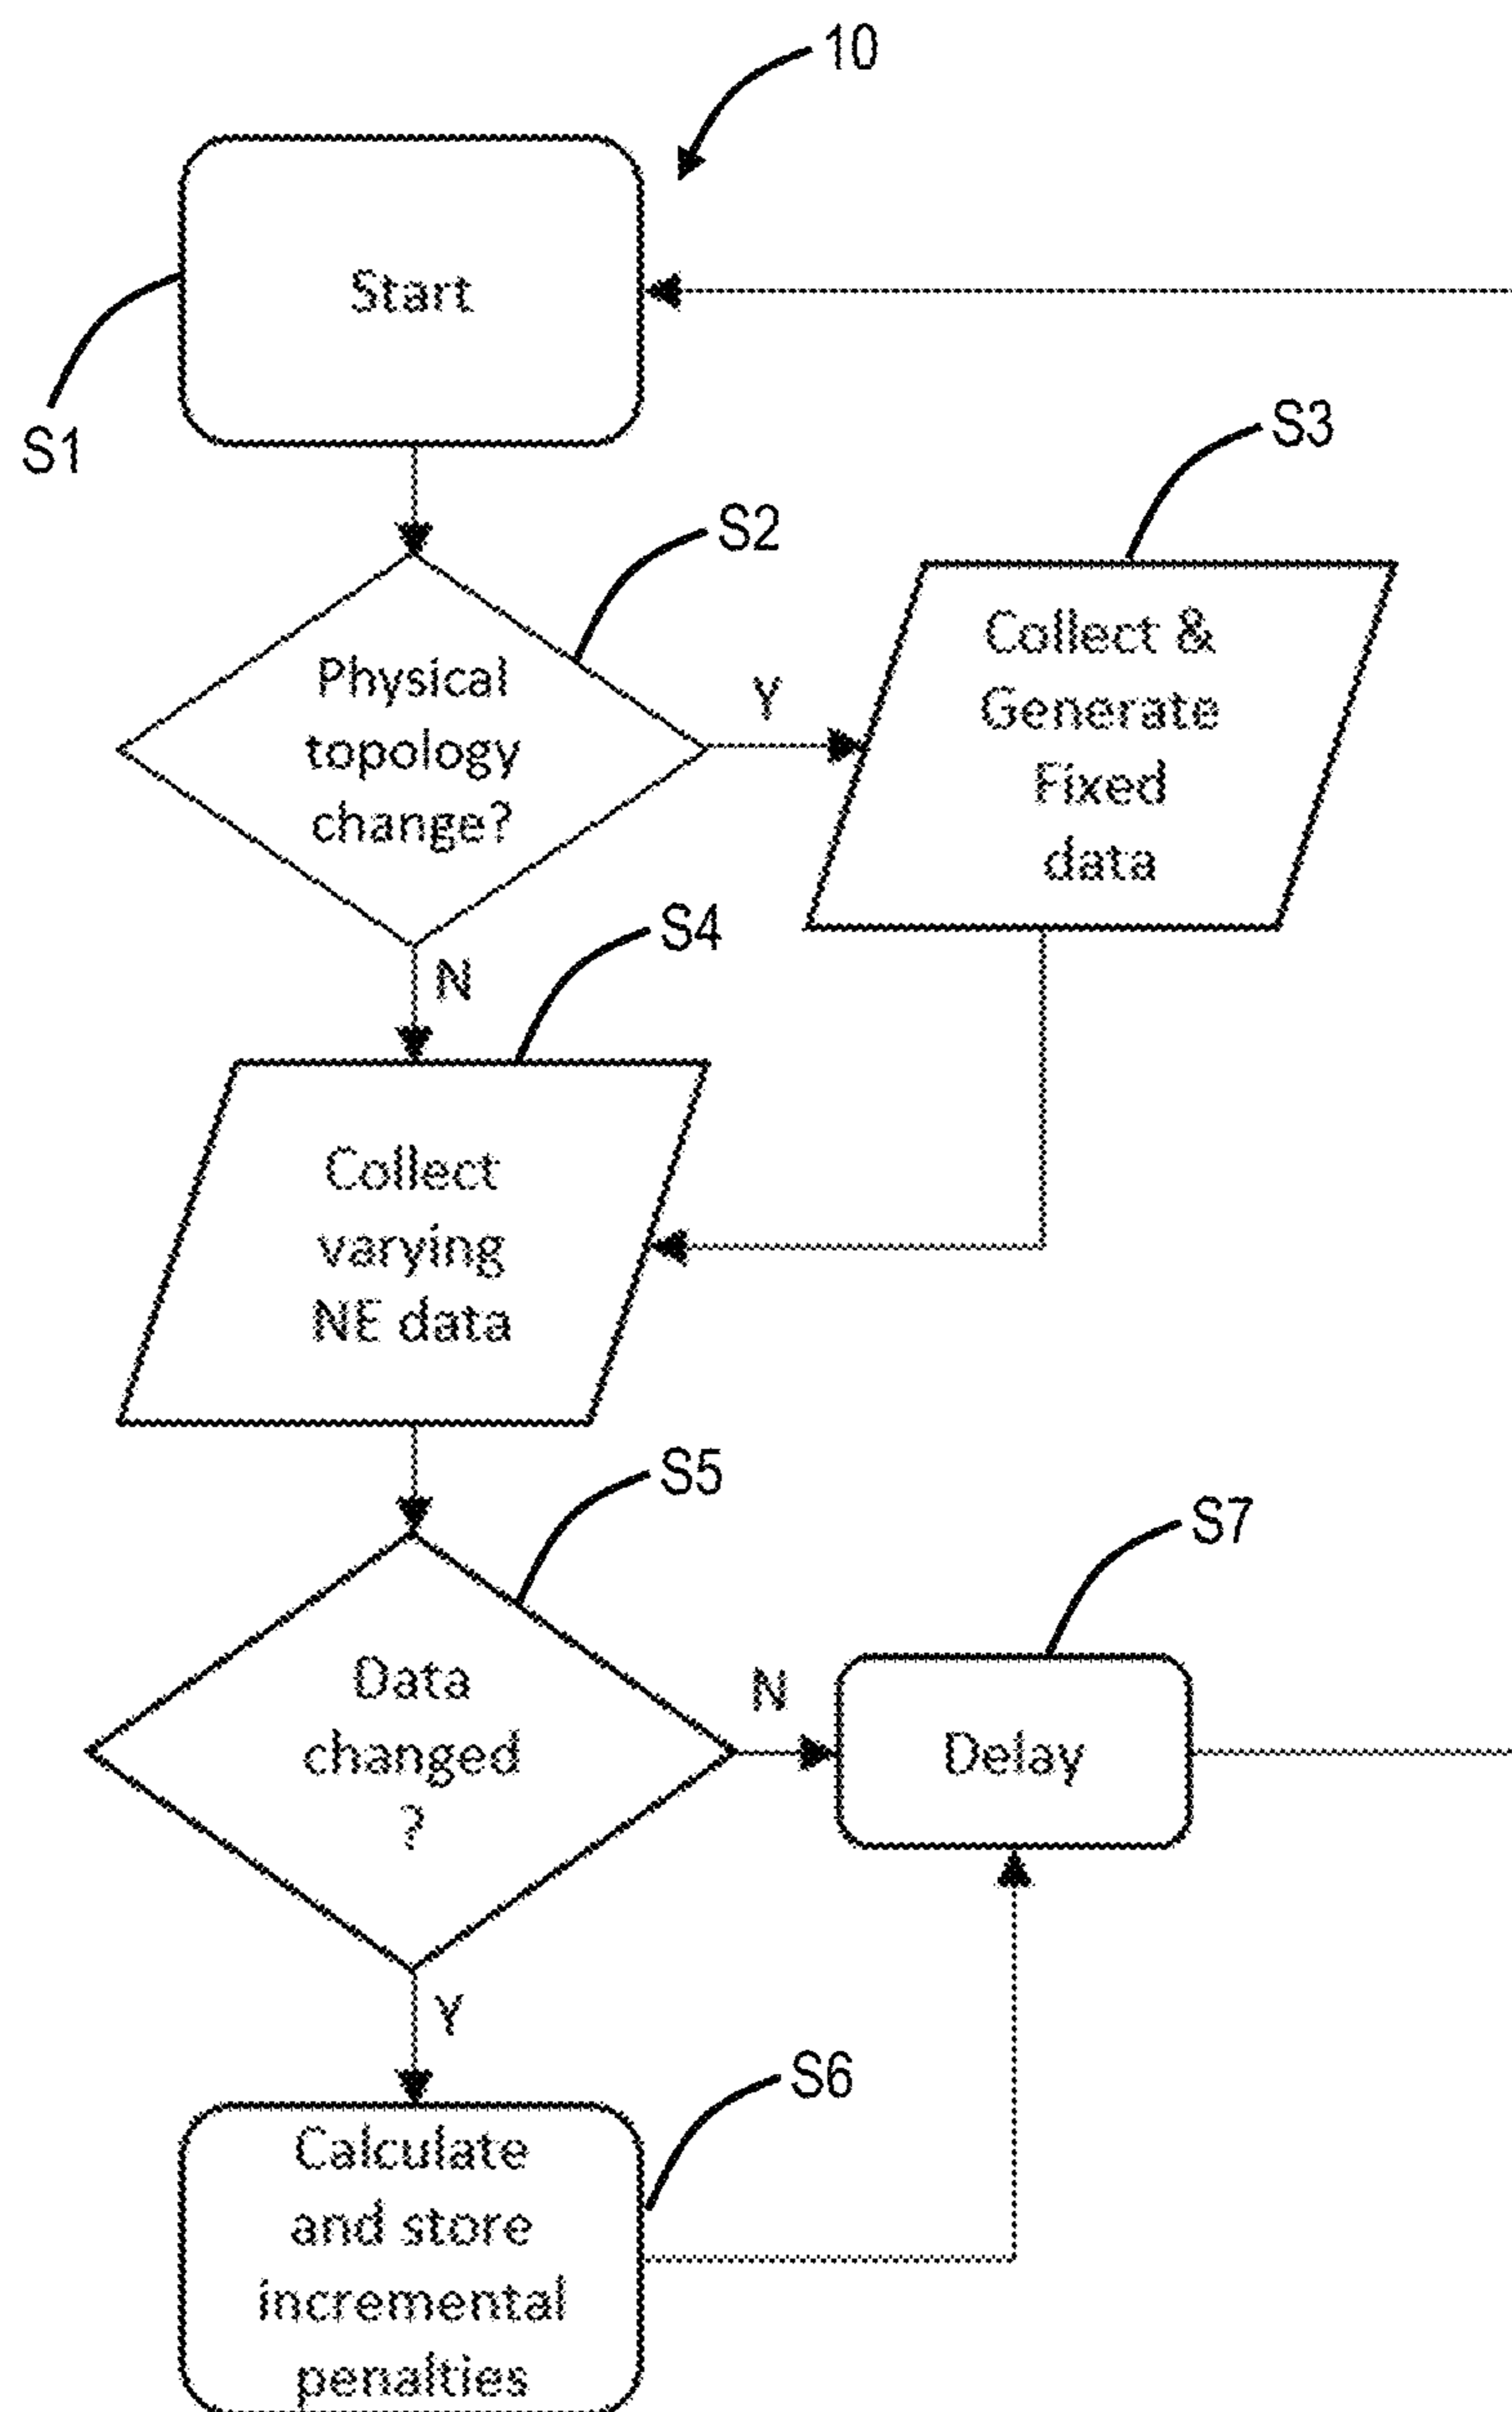 10
Start
S1
S3
S2
Collect &
Generate
Fixed
data
Physical
topology
change?
Y
S4
N
Collect
varying
NE data
S5
S7
Data
changed
?
N
Delay
Y
S6
Calculate
and store
incremental
penalties